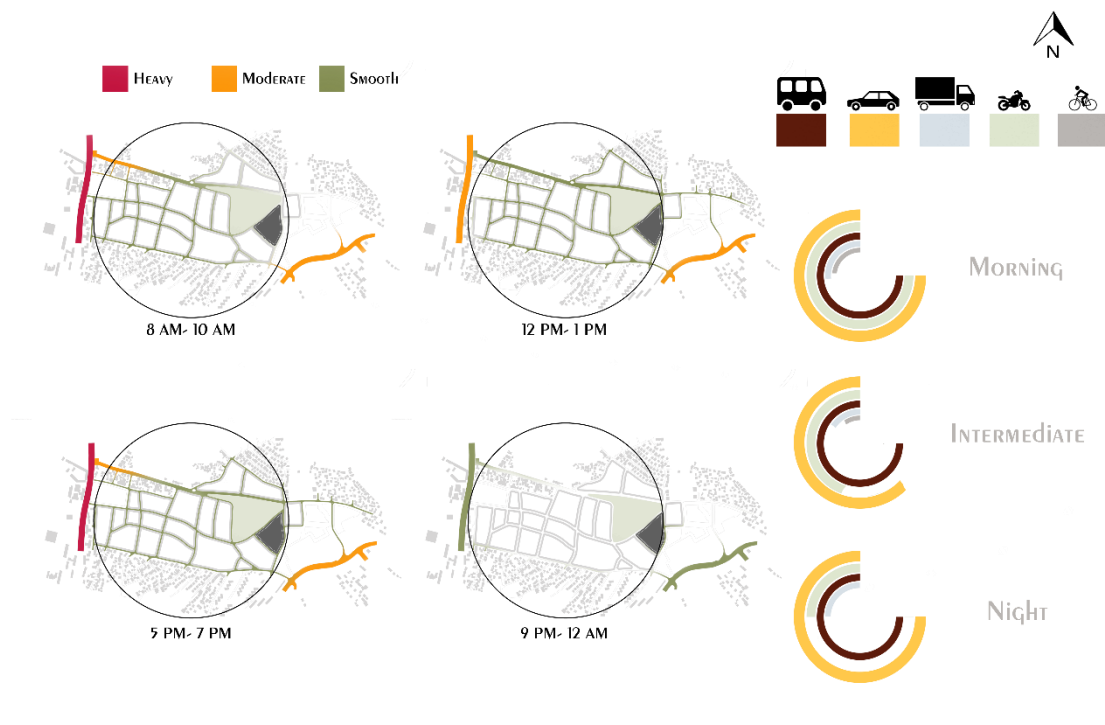 N
Heavy
Moderate
Smooth
8 AM- 10 AM
12 PM- 1 PM
Morning
Intermediate
5 PM- 7 PM
9 PM- 12 AM
Night